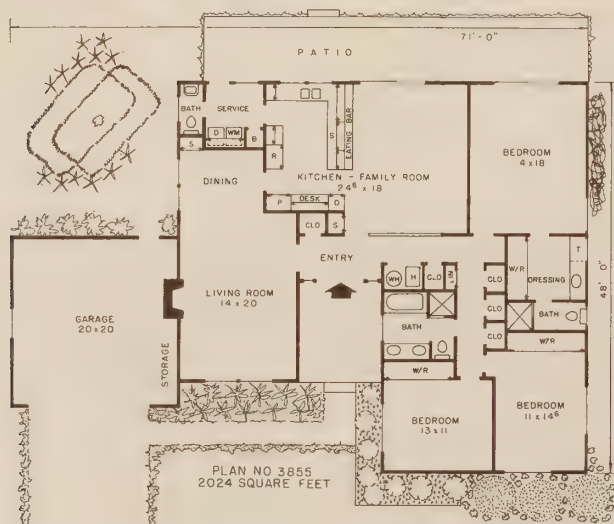 71'-0"
PATIO
BATH
SERVICE
D
WM
B
S
S
EATING BAR
R
BEDROOM
4 x 18
DINING
KITCHEN - FAMILY ROOM
24⁶ x 18
P
DESK
O
CLO
S
T
W/R
DRESSING
48'-0"
ENTRY
WH
H
CLO
LIN
CLO
LIVING ROOM
14 x 20
GARAGE
20 x 20
STORAGE
BATH
CLO
BATH
CLO
W/R
W/R
BEDROOM
13 x 11
BEDROOM
11 x 14⁶
PLAN NO 3855
2024 SQUARE FEET